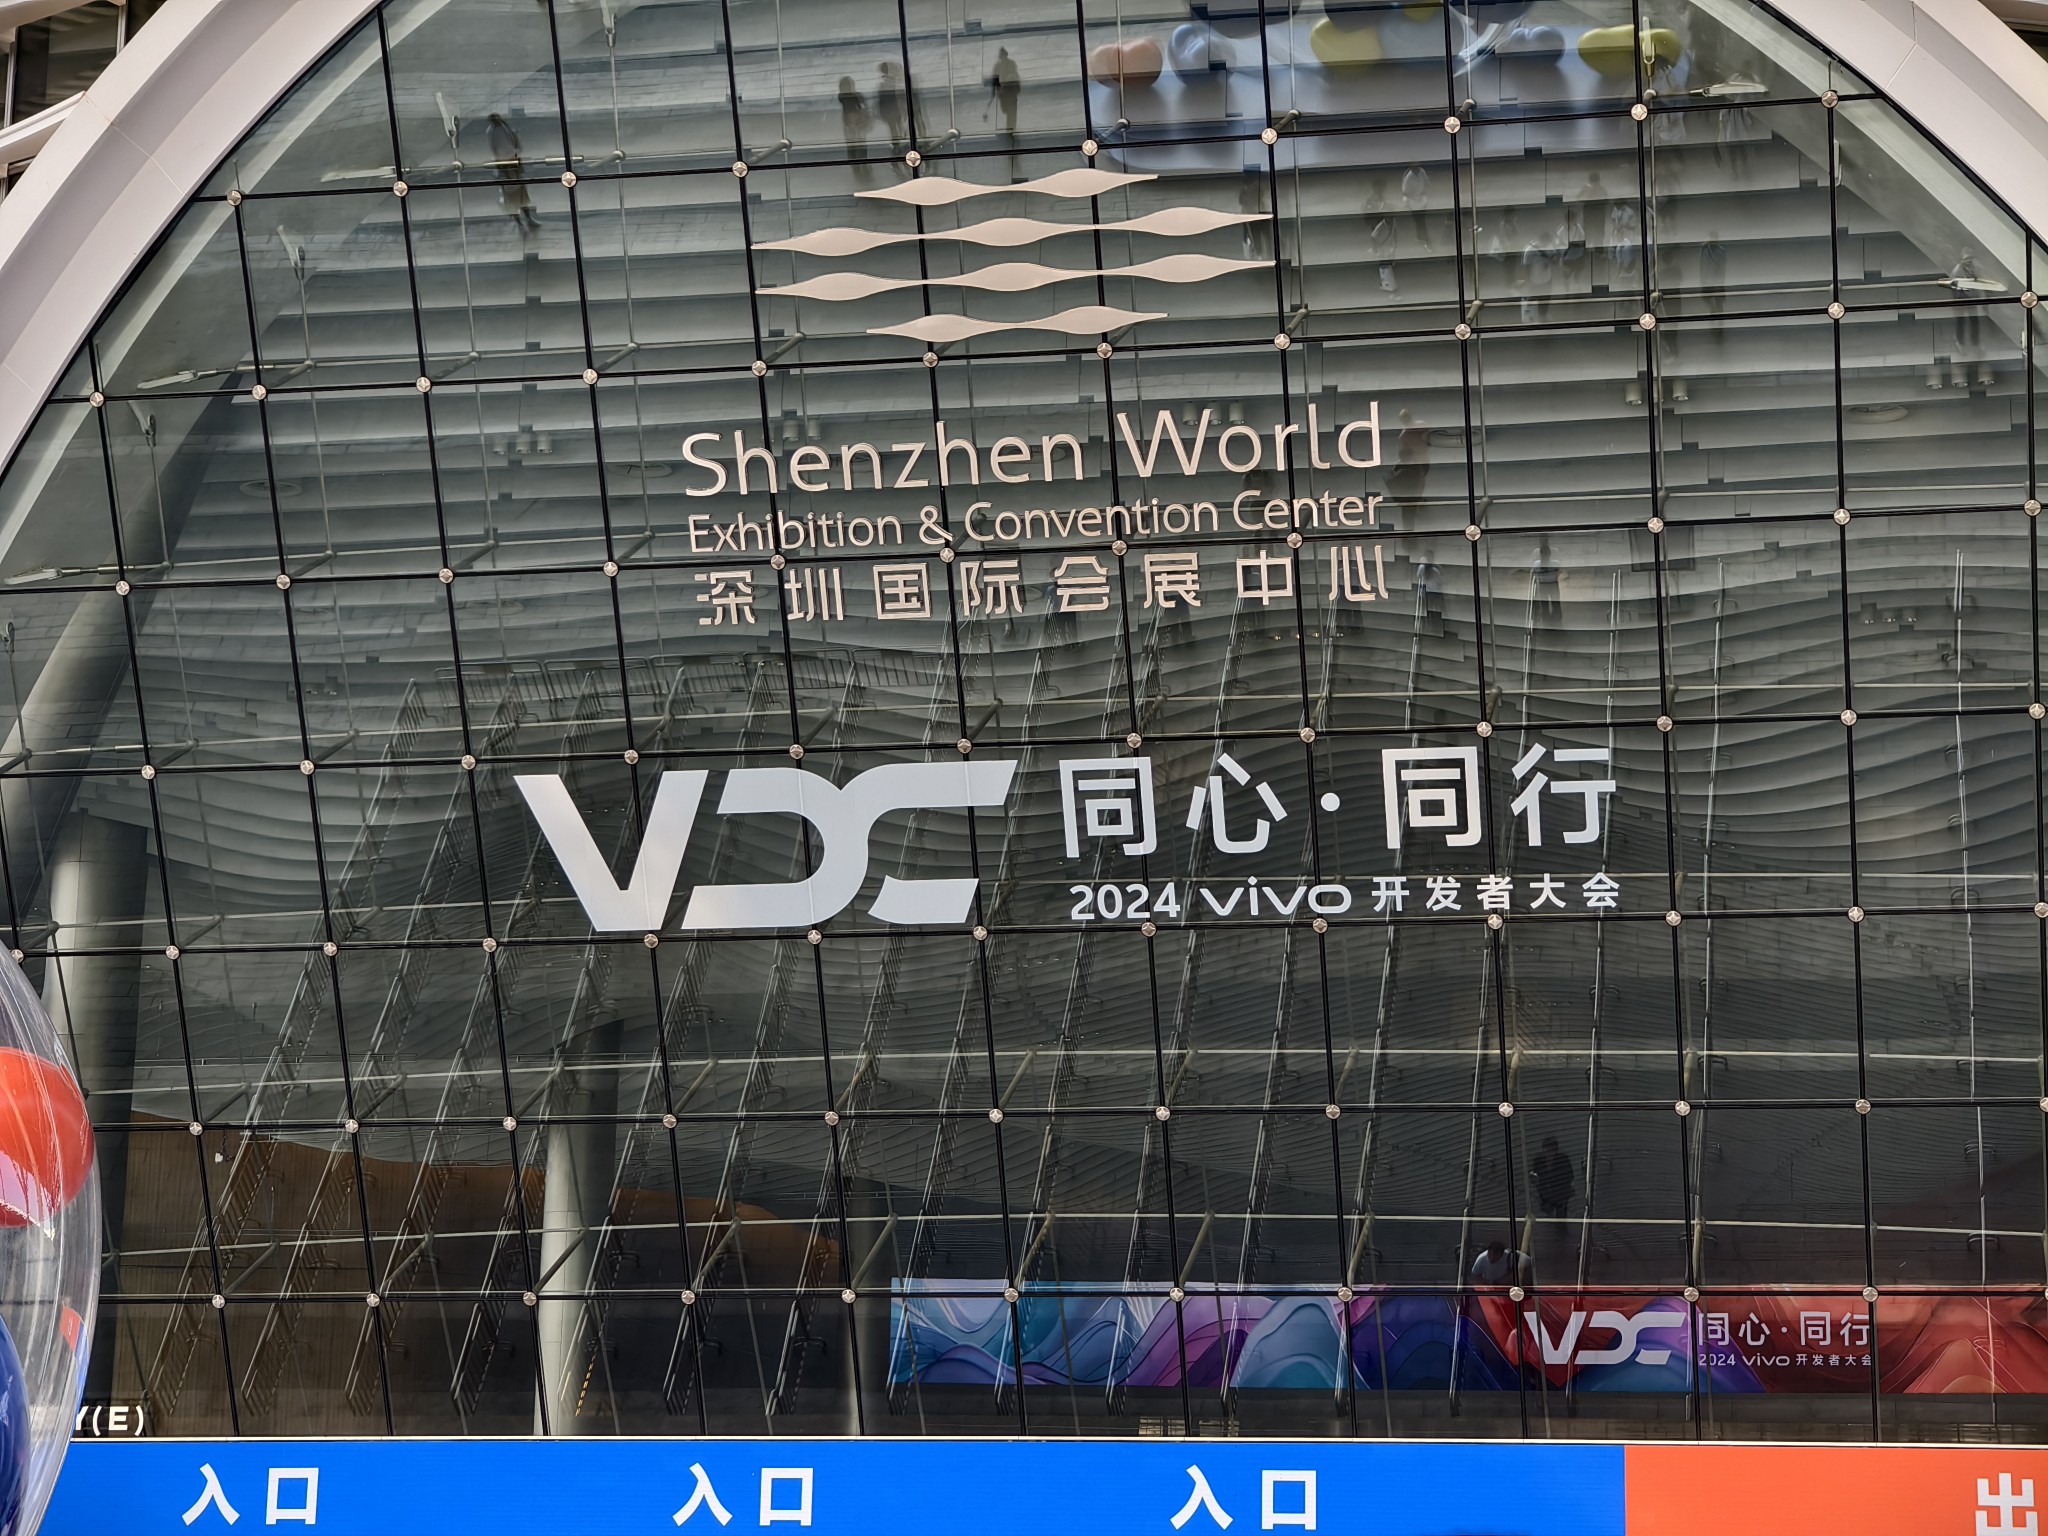 Shenzhen World
Exhibition & Convention Center
深圳国际会展中心
VDC 同心·同行
2024 vivo 开发者大会
VDC 同心·同行
2024 vivo 开发者大会
Y(E)
入口 入口 入口 出